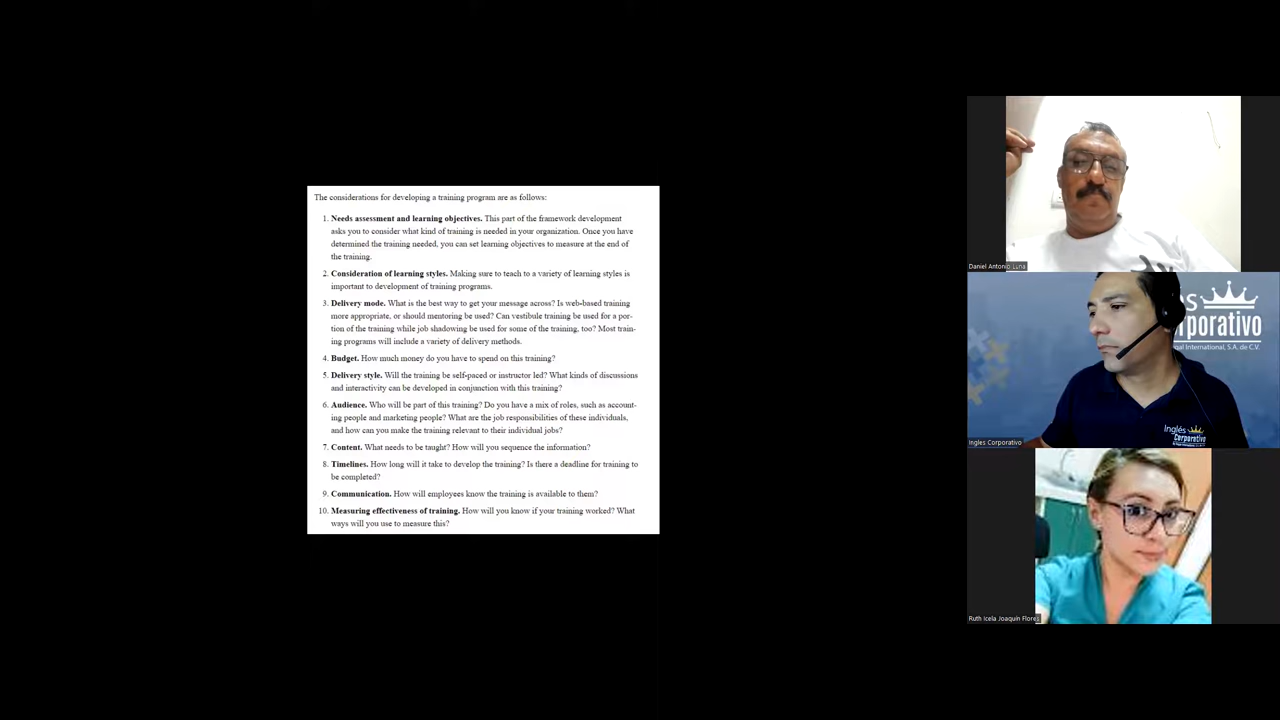 The considerations for developing a training program are as follows:
1. Needs assessment and learning objectives. This part of the framework development
asks you to consider what kind of training is needed in your organization. Once you have
determined the training needed, you can set learning objectives to measure at the end of
the training.
2. Consideration of learning styles. Making sure to teach to a variety of learning styles is
important to development of training programs.
3. Delivery mode. What is the best way to get your message across? Is web-based training
more appropriate, or should mentoring be used? Can vestibule training be used for a por-
tion of the training while job shadowing be used for some of the training, too? Most train-
ing programs will include a variety of delivery methods.
4. Budget. How much money do you have to spend on this training?
5. Delivery style. Will the training be self-paced or instructor led? What kinds of discussions
and interactivity can be developed in conjunction with this training?
6. Audience. Who will be part of this training? Do you have a mix of roles, such as account-
ing people and marketing people? What are the job responsibilities of these individuals,
and how can you make the training relevant to their individual jobs?
7. Content. What needs to be taught? How will you sequence the information?
8. Timelines. How long will it take to develop the training? Is there a deadline for training to
be completed?
9. Communication. How will employees know the training is available to them?
10. Measuring effectiveness of training. How will you know if your training worked? What
ways will you use to measure this?
Daniel Antonio Luna
es
rporativo
gal International, S.A. de C.V.
Inglés
Corporativo
Ingles Corporativo
Ruth Icela Joaquin Flores